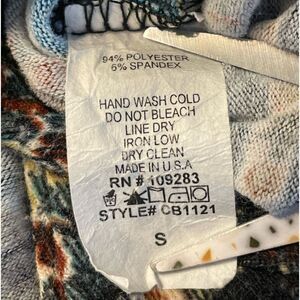 94% POLYESTER
6% SPANDEX
HAND WASH COLD
DO NOT BLEACH
LINE DRY
IRON LOW
DRY CLEAN
MADE IN U.S.A
RN # 109283
STYLE# CB1121
S